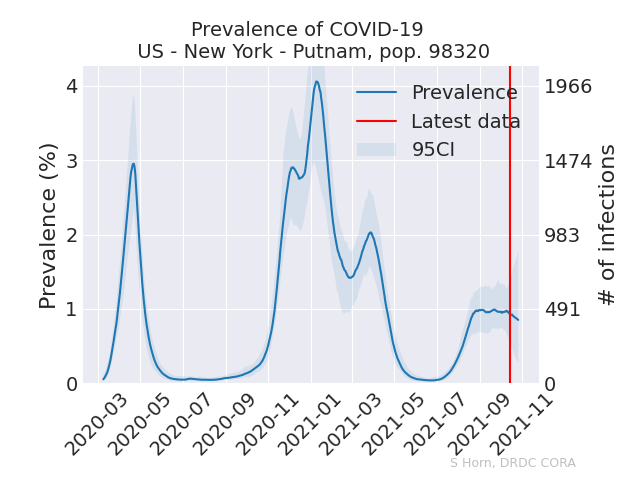 Prevalence of COVID-19
US - New York - Putnam, pop. 98320
Prevalence (%)
4
3
2
1
0
Prevalence
Latest data
95CI
1966
1474
983
491
0
# of infections
2020-03
2020-05
2020-07
2020-09
2020-11
2021-01
2021-03
2021-05
2021-07
2021-09
2021-11
S Horn, DRDC CORA